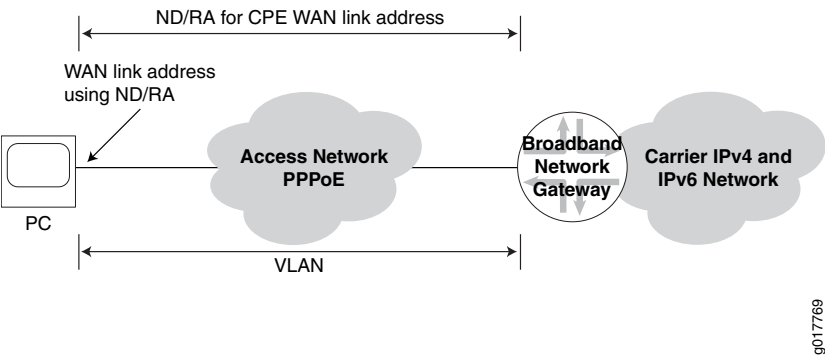 ND/RA for CPE WAN link address
WAN link address
using ND/RA
Access Network
PPPoE
Broadband
Network
Gateway
Carrier IPv4 and
IPv6 Network
PC
VLAN
g017769